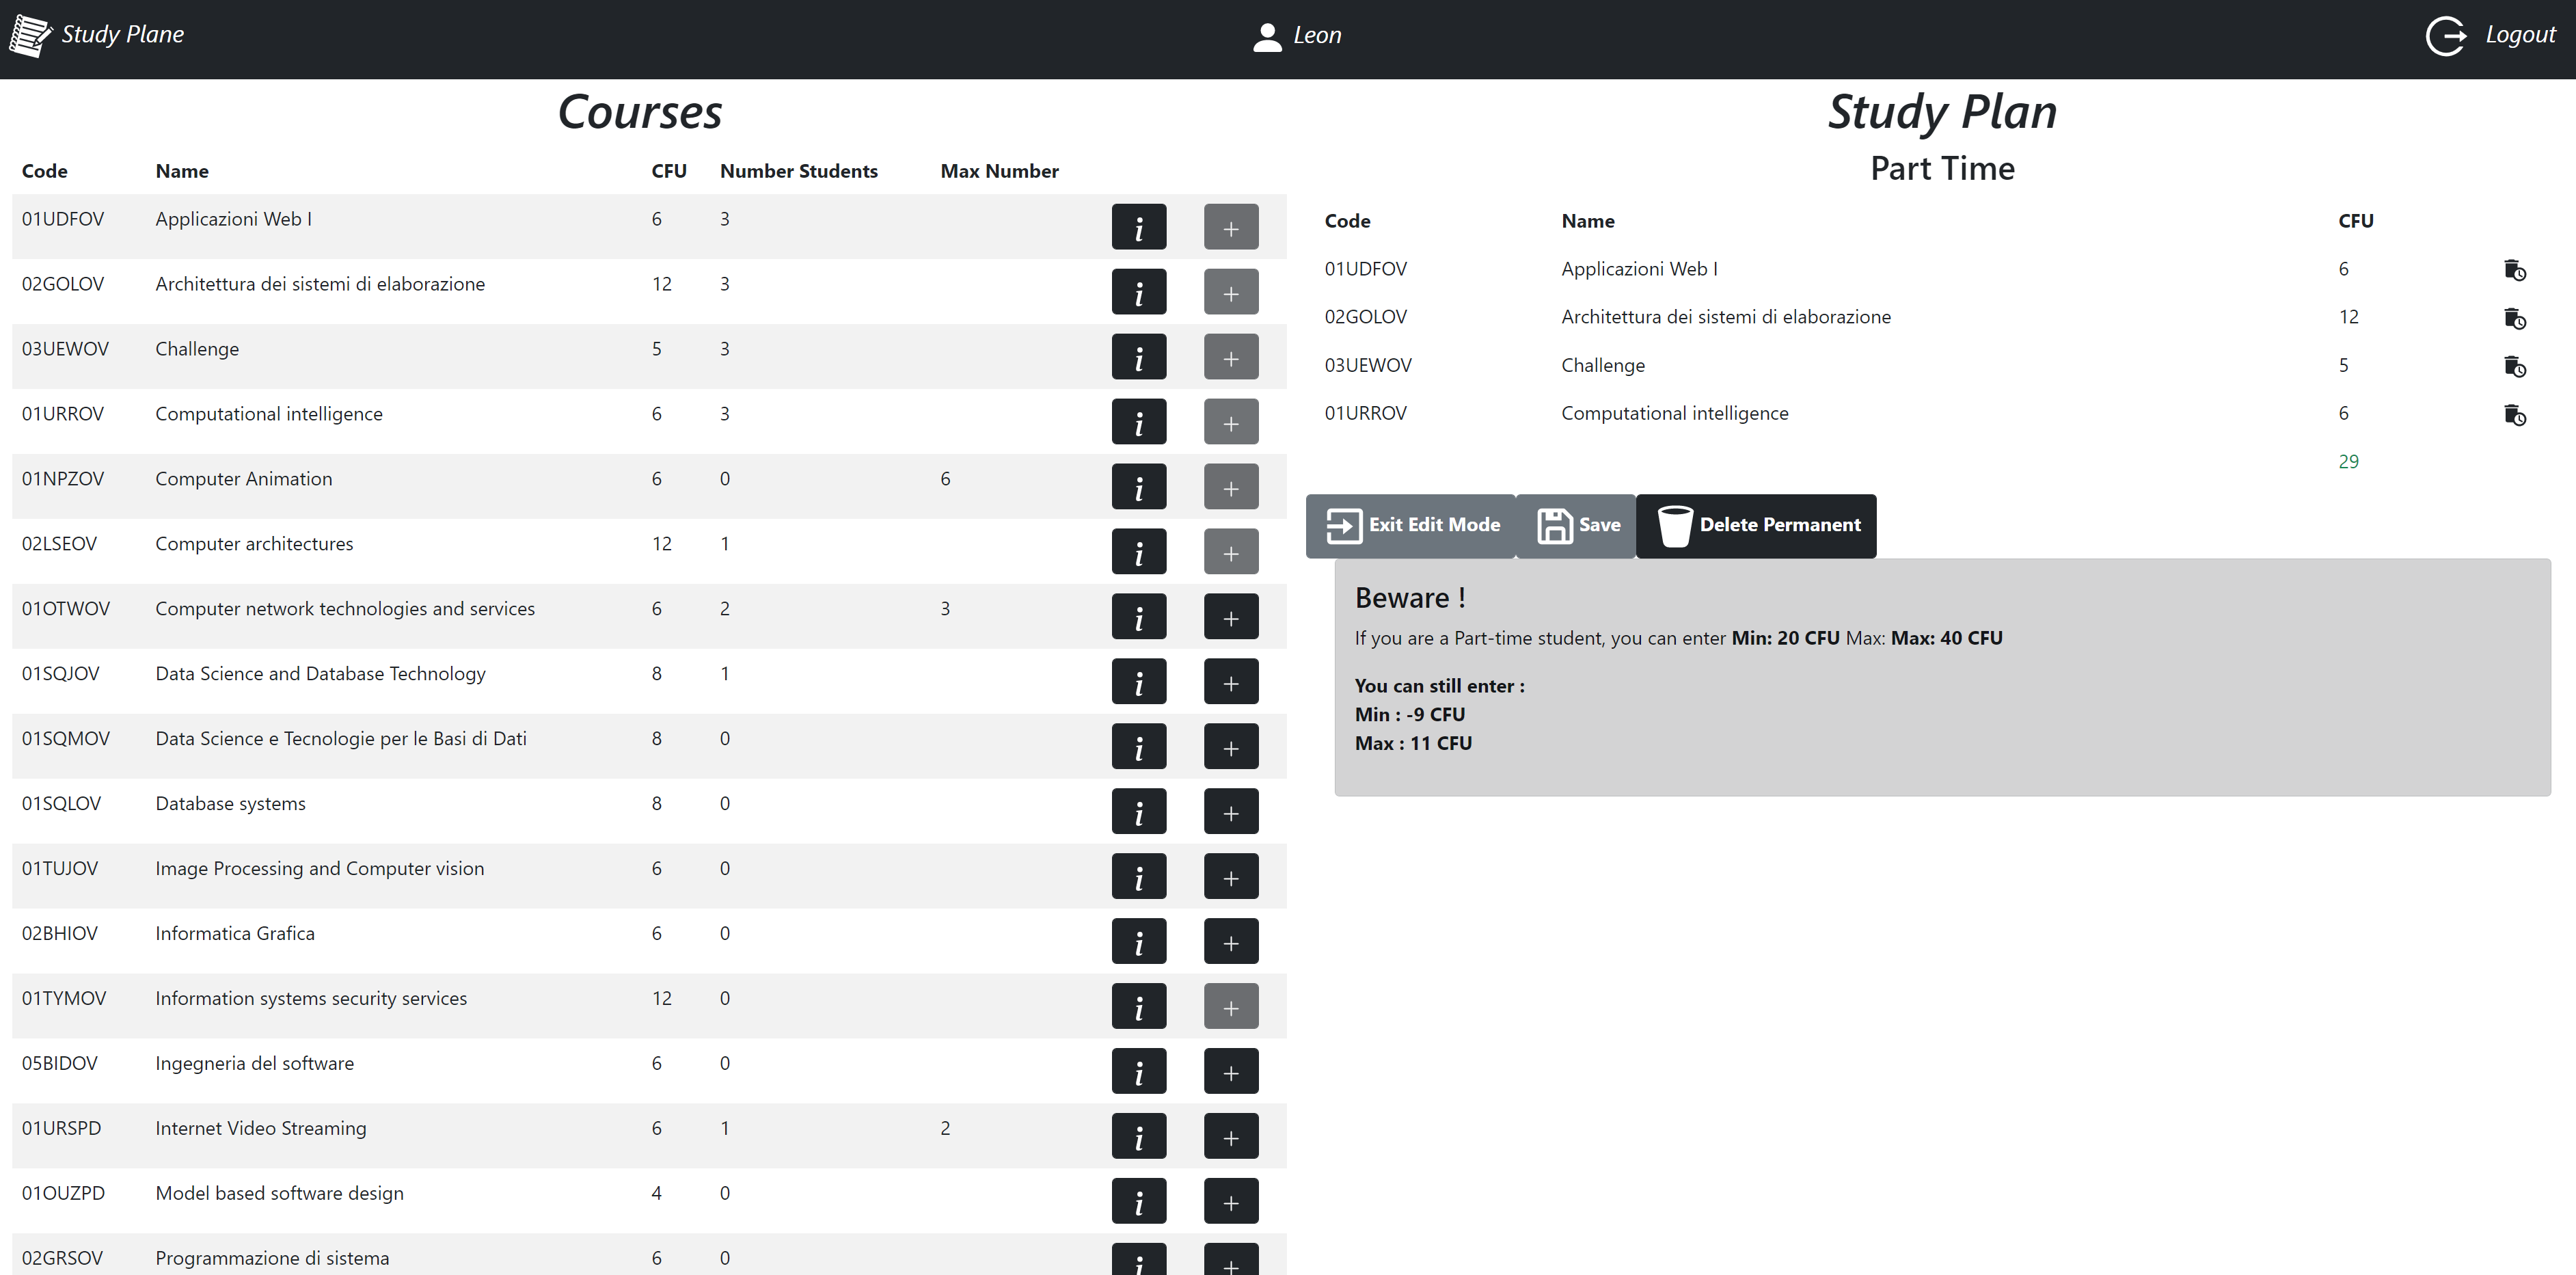 Study Plane
Leon
Logout
Courses
Code Name CFU Number Students Max Number
01UDFOV Applicazioni Web I 6 3 i +
02GOLOV Architettura dei sistemi di elaborazione 12 3 i +
03UEWOV Challenge 5 3 i +
01URROV Computational intelligence 6 3 i +
01NPZOV Computer Animation 6 0 6 i +
02LSEOV Computer architectures 12 1 i +
01OTWOV Computer network technologies and services 6 2 3 i +
01SQJOV Data Science and Database Technology 8 1 i +
01SQMOV Data Science e Tecnologie per le Basi di Dati 8 0 i +
01SQLOV Database systems 8 0 i +
01TUJOV Image Processing and Computer vision 6 0 i +
02BHIOV Informatica Grafica 6 0 i +
01TYMOV Information systems security services 12 0 i +
05BIDOV Ingegneria del software 6 0 i +
01URSPD Internet Video Streaming 6 1 2 i +
01OUZPD Model based software design 4 0 i +
02GRSOV Programmazione di sistema 6 0 i +
Study Plan
Part Time
Code Name CFU
01UDFOV Applicazioni Web I 6
02GOLOV Architettura dei sistemi di elaborazione 12
03UEWOV Challenge 5
01URROV Computational intelligence 6
29
Exit Edit Mode Save Delete Permanent
Beware !
If you are a Part-time student, you can enter Min: 20 CFU Max: Max: 40 CFU
You can still enter :
Min : -9 CFU
Max : 11 CFU